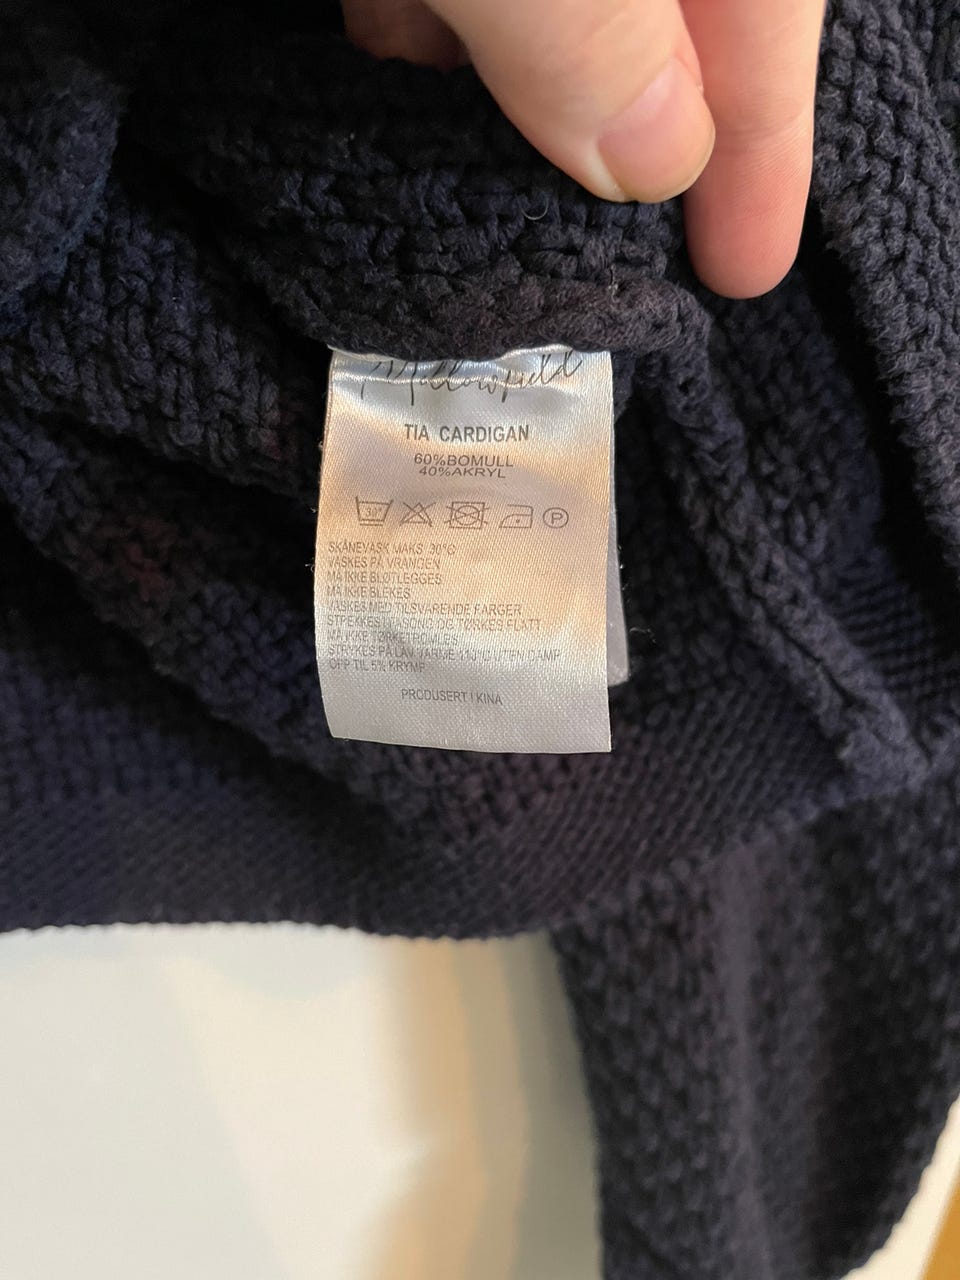 Mallowfield
TIA CARDIGAN
60%BOMULL
40%AKRYL
30° P
SKÅNEVASK MAKS 30°C
VASKES PÅ VRANGEN
MÅ IKKE BLØTLEGGES
MÅ IKKE BLEKES
VASKES MED TILSVARENDE FARGER
STREKKES I FASONG OG TØRKES FLATT
MÅ IKKE TØRKETROMLES
STRYKES PÅ LAV VARME 110°C UTEN DAMP
OPP TIL 5% KRYMP
PRODUSERT I KINA